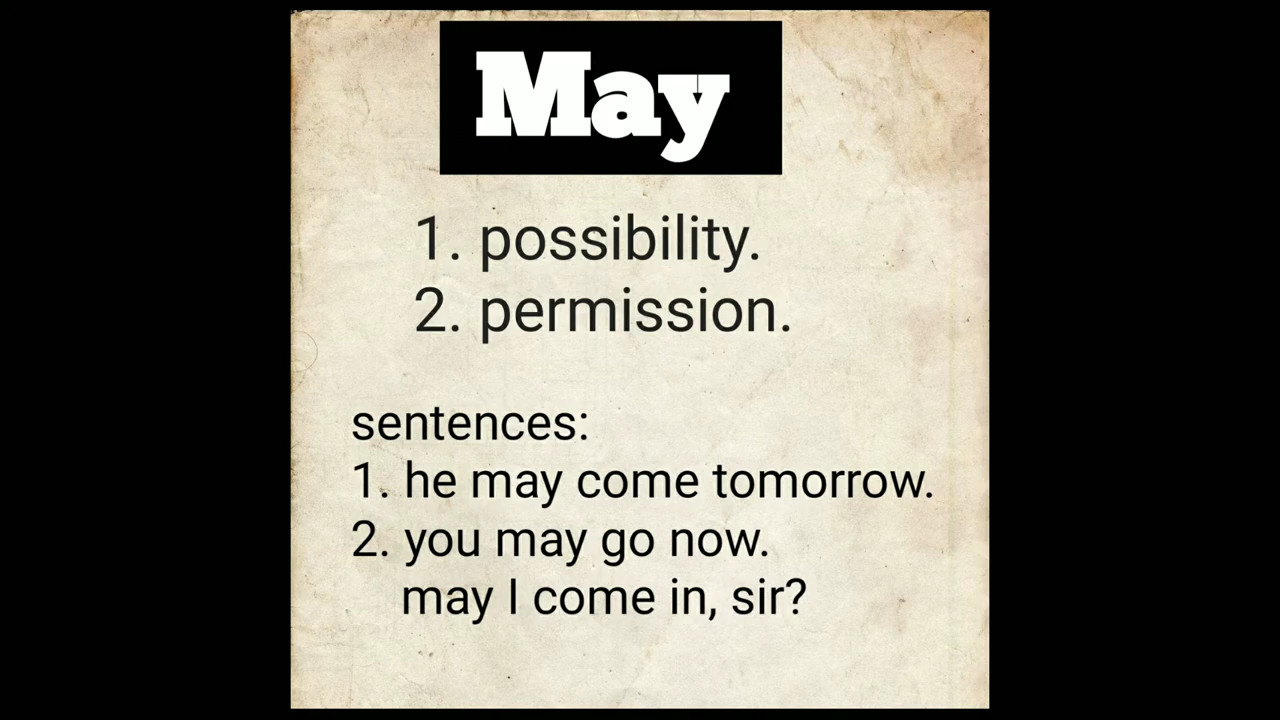 May
1. possibility.
2. permission.
sentences:
1. he may come tomorrow.
2. you may go now.
may I come in, sir?